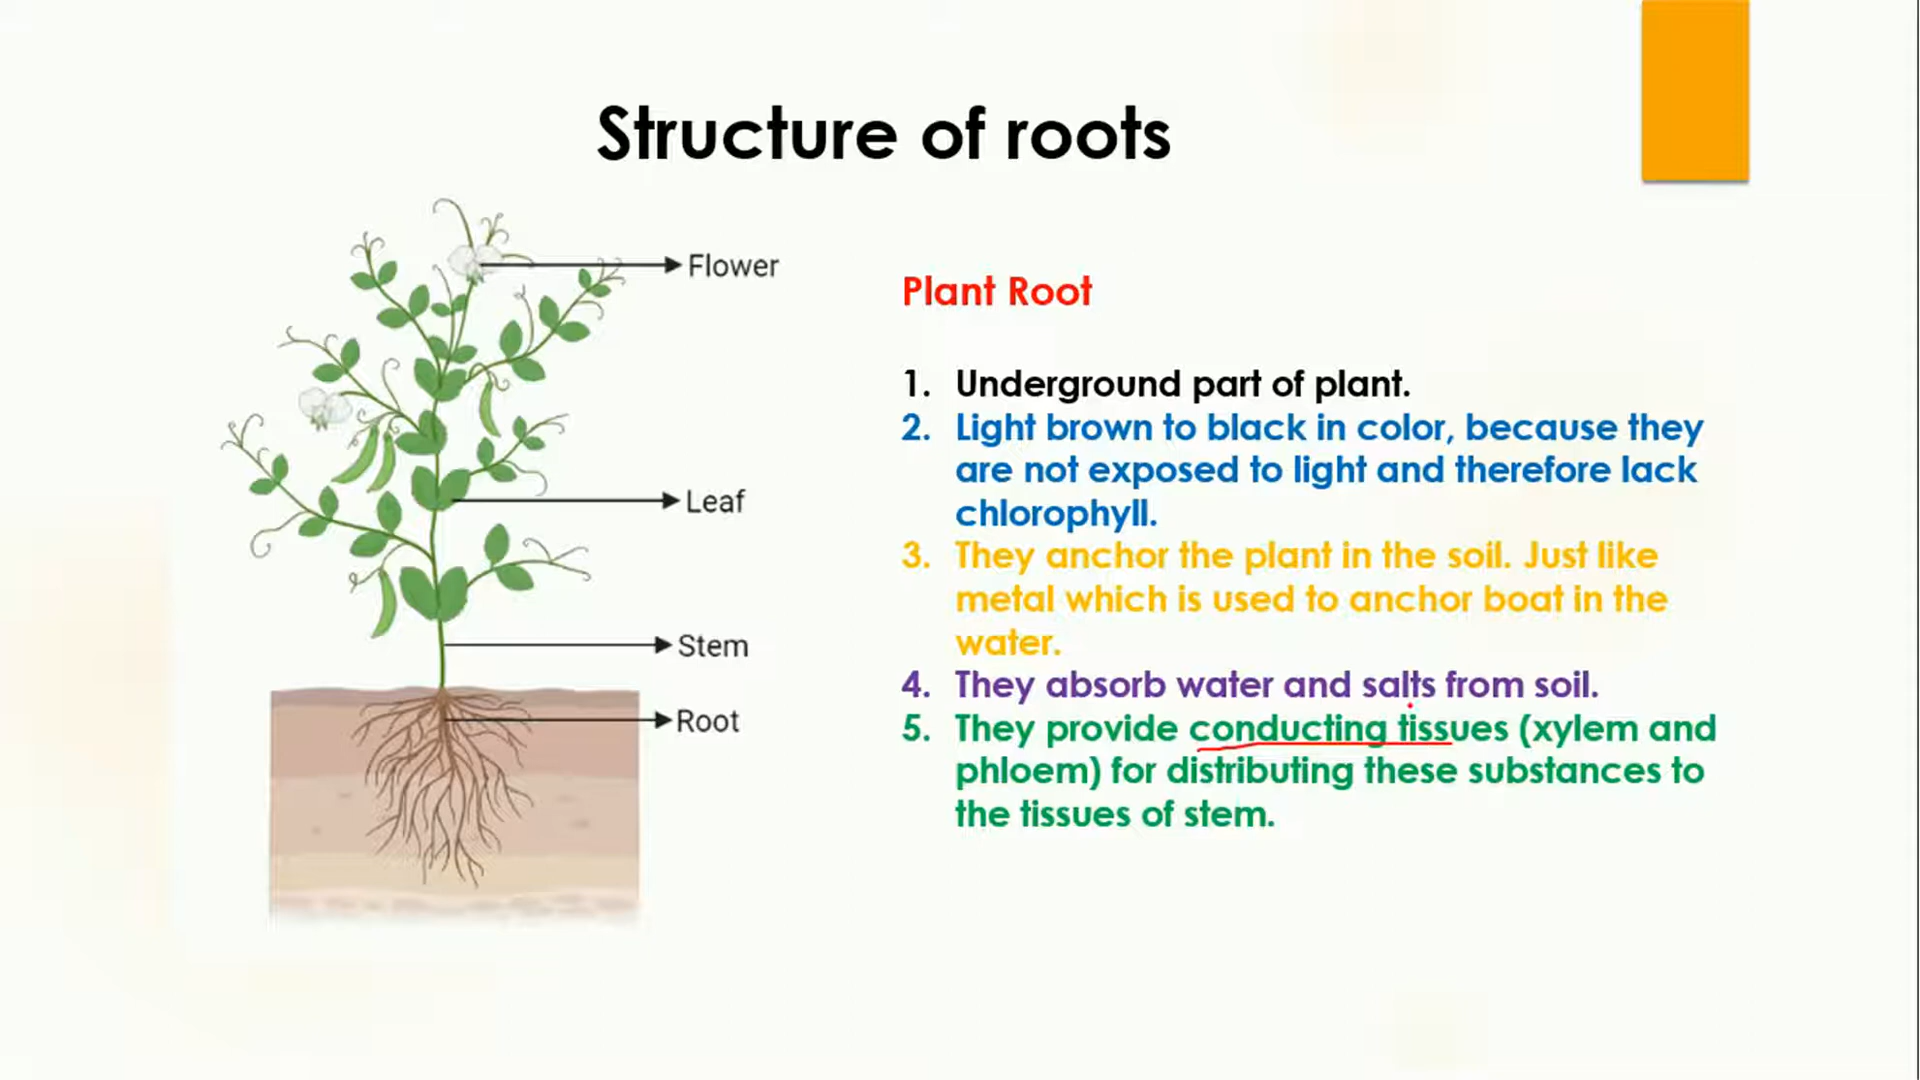 Structure of roots
Flower
Leaf
Stem
Root
Plant Root
1. Underground part of plant.
2. Light brown to black in color, because they
are not exposed to light and therefore lack
chlorophyll.
3. They anchor the plant in the soil. Just like
metal which is used to anchor boat in the
water.
4. They absorb water and salts from soil.
5. They provide conducting tissues (xylem and
phloem) for distributing these substances to
the tissues of stem.